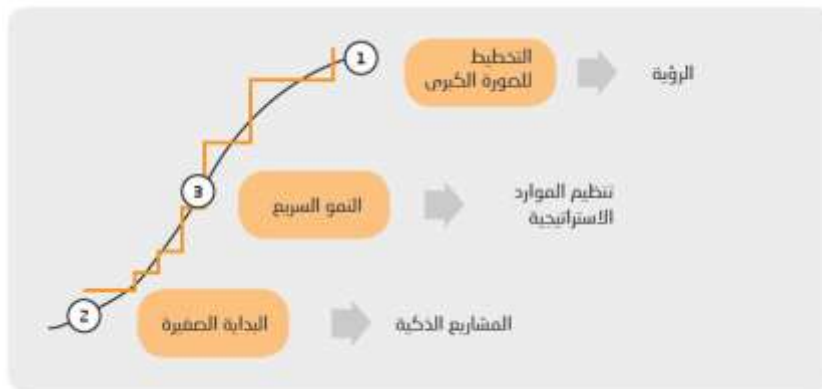 1
التخطيط
للصورة الكبرى
الرؤية
3
النمو السريع
تنظيم الموارد
الاستراتيجية
2
البداية الصغيرة
المشاريع الذكية